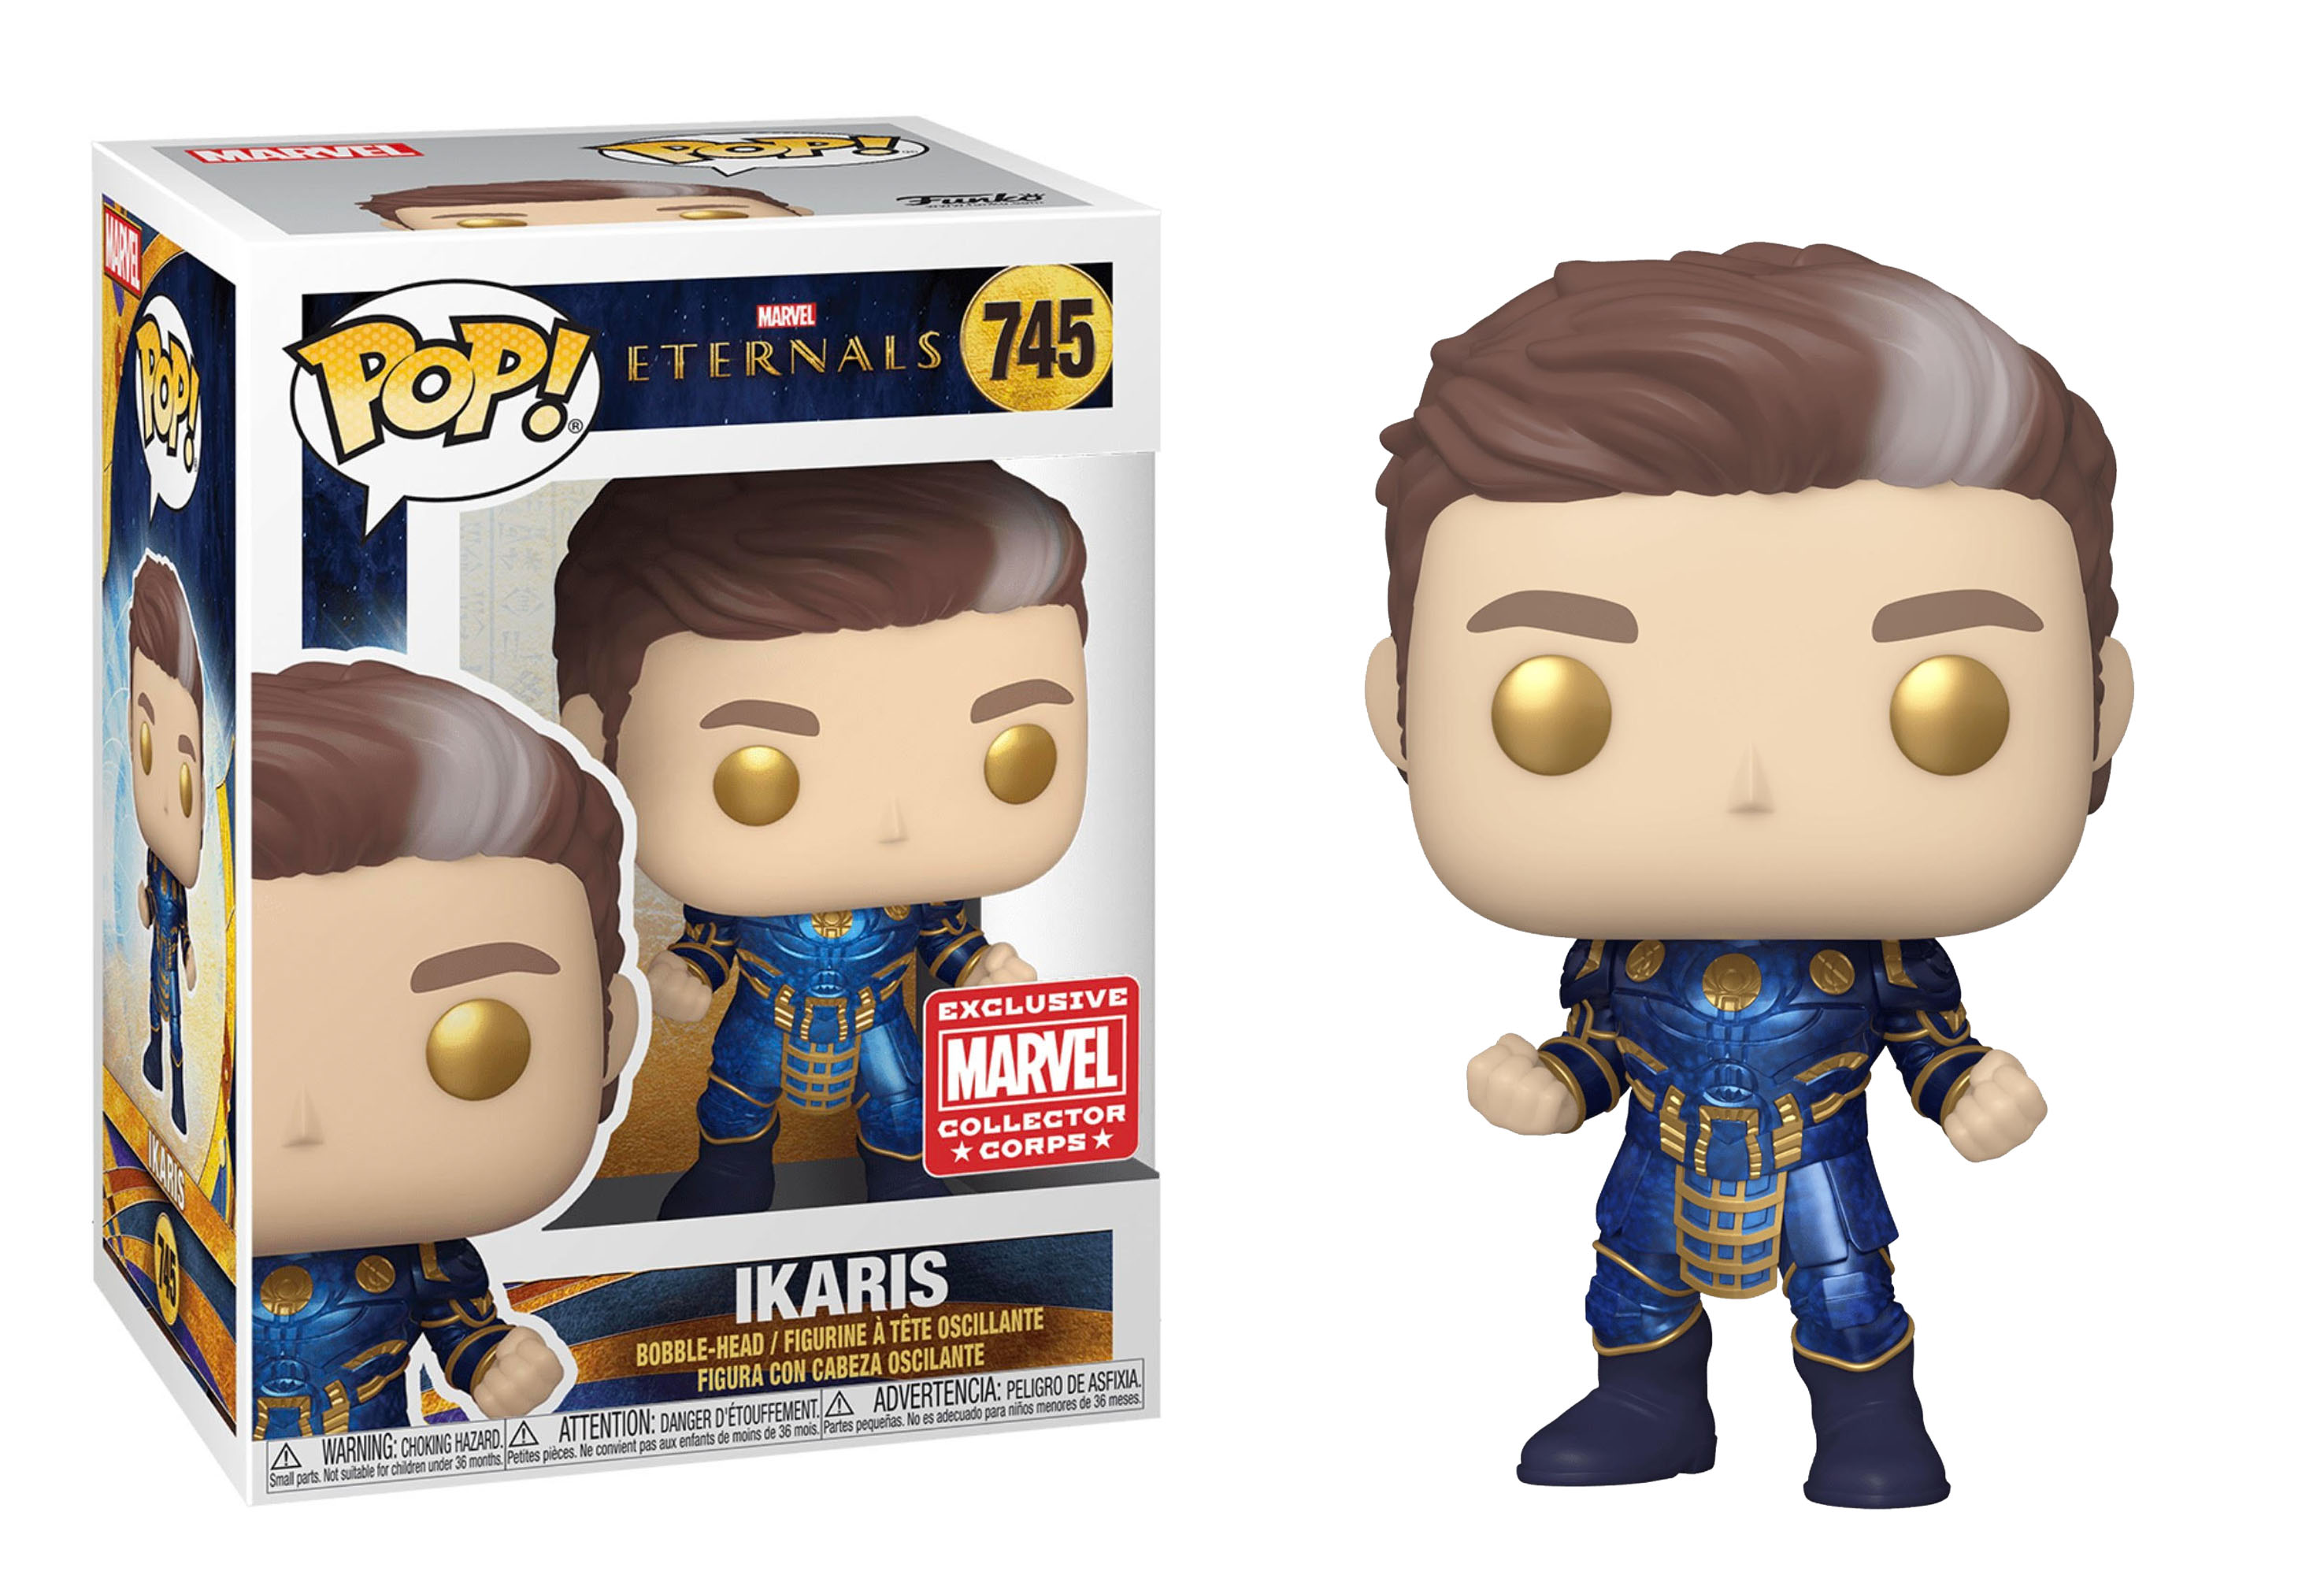 MARVEL
POP!
Funko
MARVEL
POP!
IKARIS
745
POP!®
MARVEL
ETERNALS
745
EXCLUSIVE
MARVEL
COLLECTOR
★CORPS★
IKARIS
BOBBLE-HEAD / FIGURINE À TÊTE OSCILLANTE
FIGURA CON CABEZA OSCILANTE
WARNING: CHOKING HAZARD.
Small parts. Not suitable for children under 36 months.
ATTENTION: DANGER D'ÉTOUFFEMENT.
Petites pièces. Ne convient pas aux enfants de moins de 36 mois.
ADVERTENCIA: PELIGRO DE ASFIXIA.
Partes pequeñas. No es adecuado para niños menores de 36 meses.